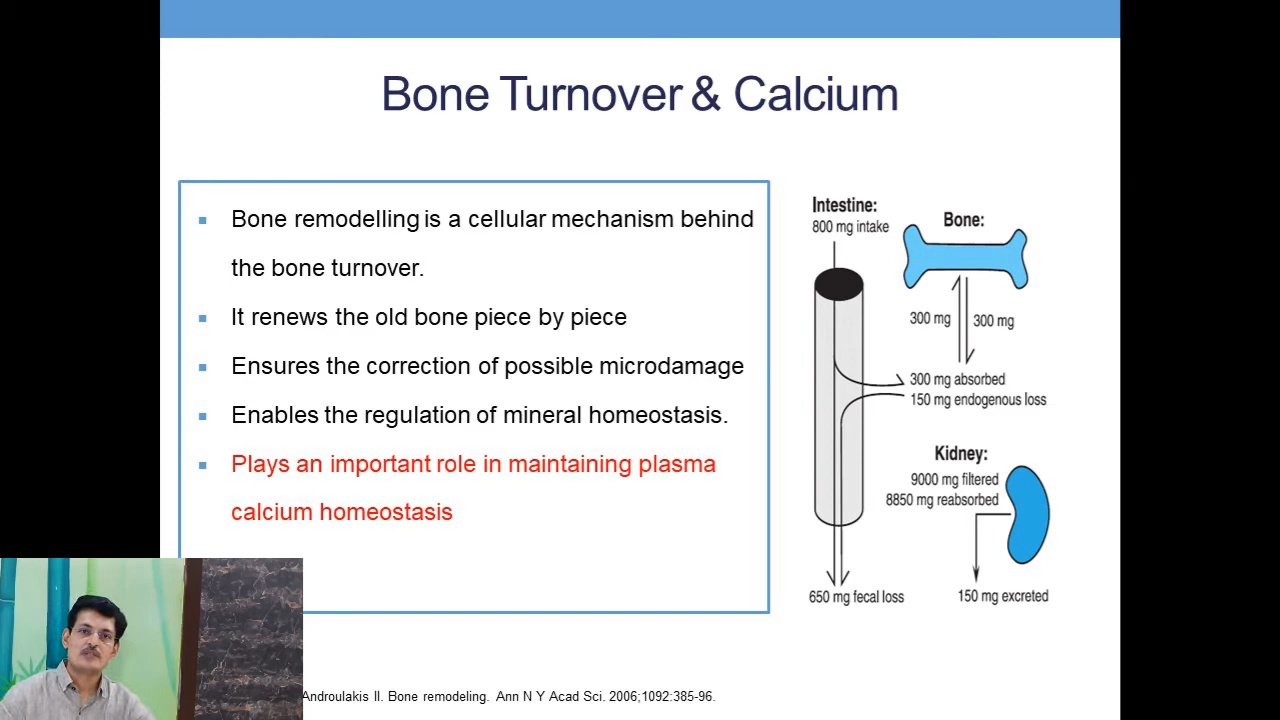 Bone Turnover & Calcium
Bone remodelling is a cellular mechanism behind
the bone turnover.
It renews the old bone piece by piece
Ensures the correction of possible microdamage
Enables the regulation of mineral homeostasis.
Plays an important role in maintaining plasma
calcium homeostasis
Intestine:
800 mg intake
Bone:
300 mg
300 mg
300 mg absorbed
150 mg endogenous loss
Kidney:
9000 mg filtered
8850 mg reabsorbed
650 mg fecal loss
150 mg excreted
Androulakis II. Bone remodeling. Ann N Y Acad Sci. 2006;1092:385-96.